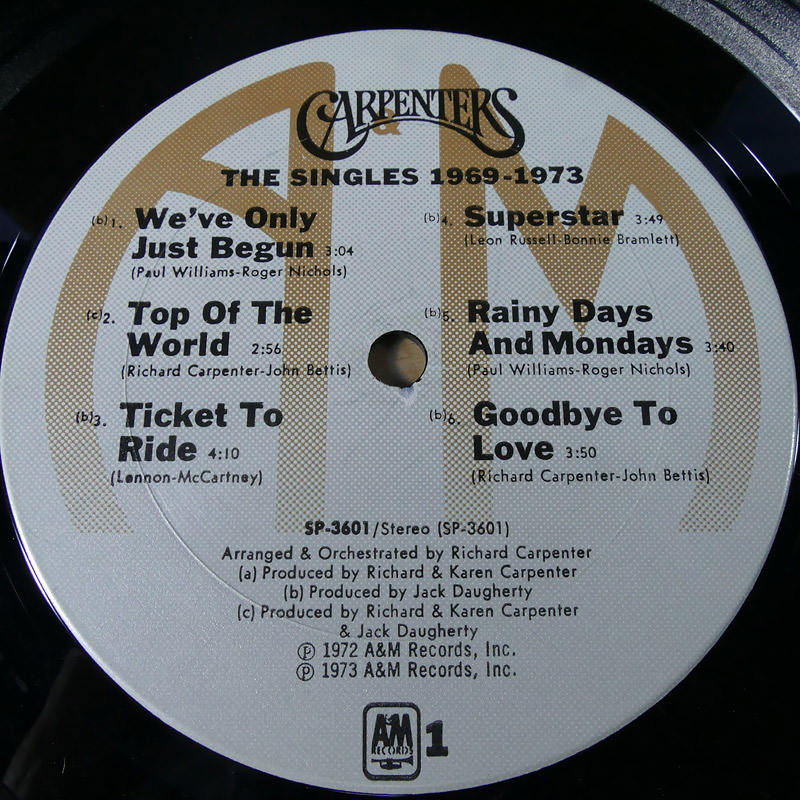 CARPENTERS
THE SINGLES 1969-1973
(b)1. We've Only
Just Begun 3:04
(Paul Williams-Roger Nichols)
(c)2. Top Of The
World 2:56
(Richard Carpenter-John Bettis)
(b)3. Ticket To
Ride 4:10
(Lennon-McCartney)
(b)4. Superstar 3:49
(Leon Russell-Bonnie Bramlett)
(b)5. Rainy Days
And Mondays 3:40
(Paul Williams-Roger Nichols)
(b)6. Goodbye To
Love 3:50
(Richard Carpenter-John Bettis)
SP-3601/Stereo (SP-3601)
Arranged & Orchestrated by Richard Carpenter
(a) Produced by Richard & Karen Carpenter
(b) Produced by Jack Daugherty
(c) Produced by Richard & Karen Carpenter
& Jack Daugherty
℗ 1972 A&M Records, Inc.
℗ 1973 A&M Records, Inc.
A&M
RECORDS
1